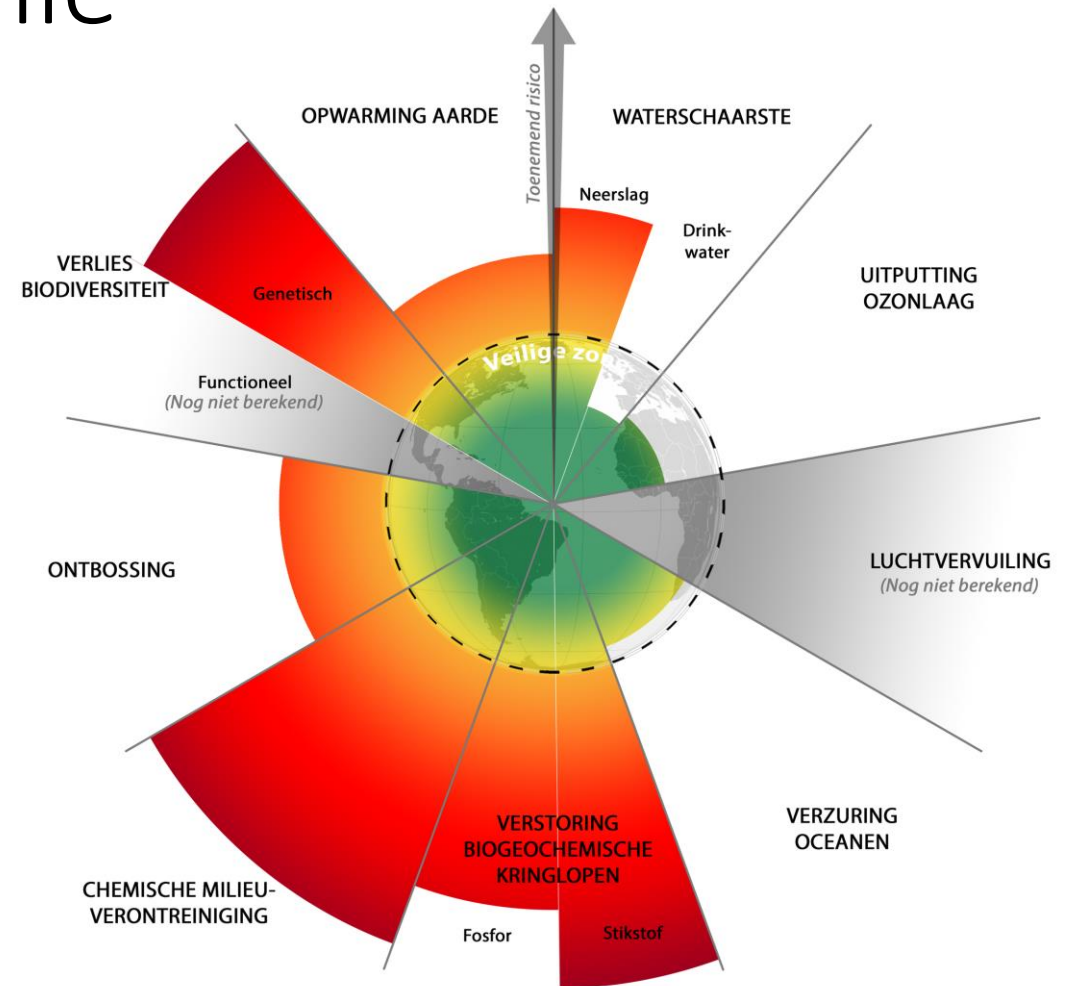 OPWARMING AARDE
Toenemend risico
WATERSCHAARSTE
Neerslag
Drink-
water
VERLIES
BIODIVERSITEIT
Genetisch
UITPUTTING
OZONLAAG
Veilige zone
Functioneel
(Nog niet berekend)
ONTBOSSING
LUCHTVERVUILING
(Nog niet berekend)
VERSTORING
BIOGEOCHEMISCHE
KRINGLOPEN
VERZURING
OCEANEN
CHEMISCHE MILIEU-
VERONTREINIGING
Fosfor
Stikstof